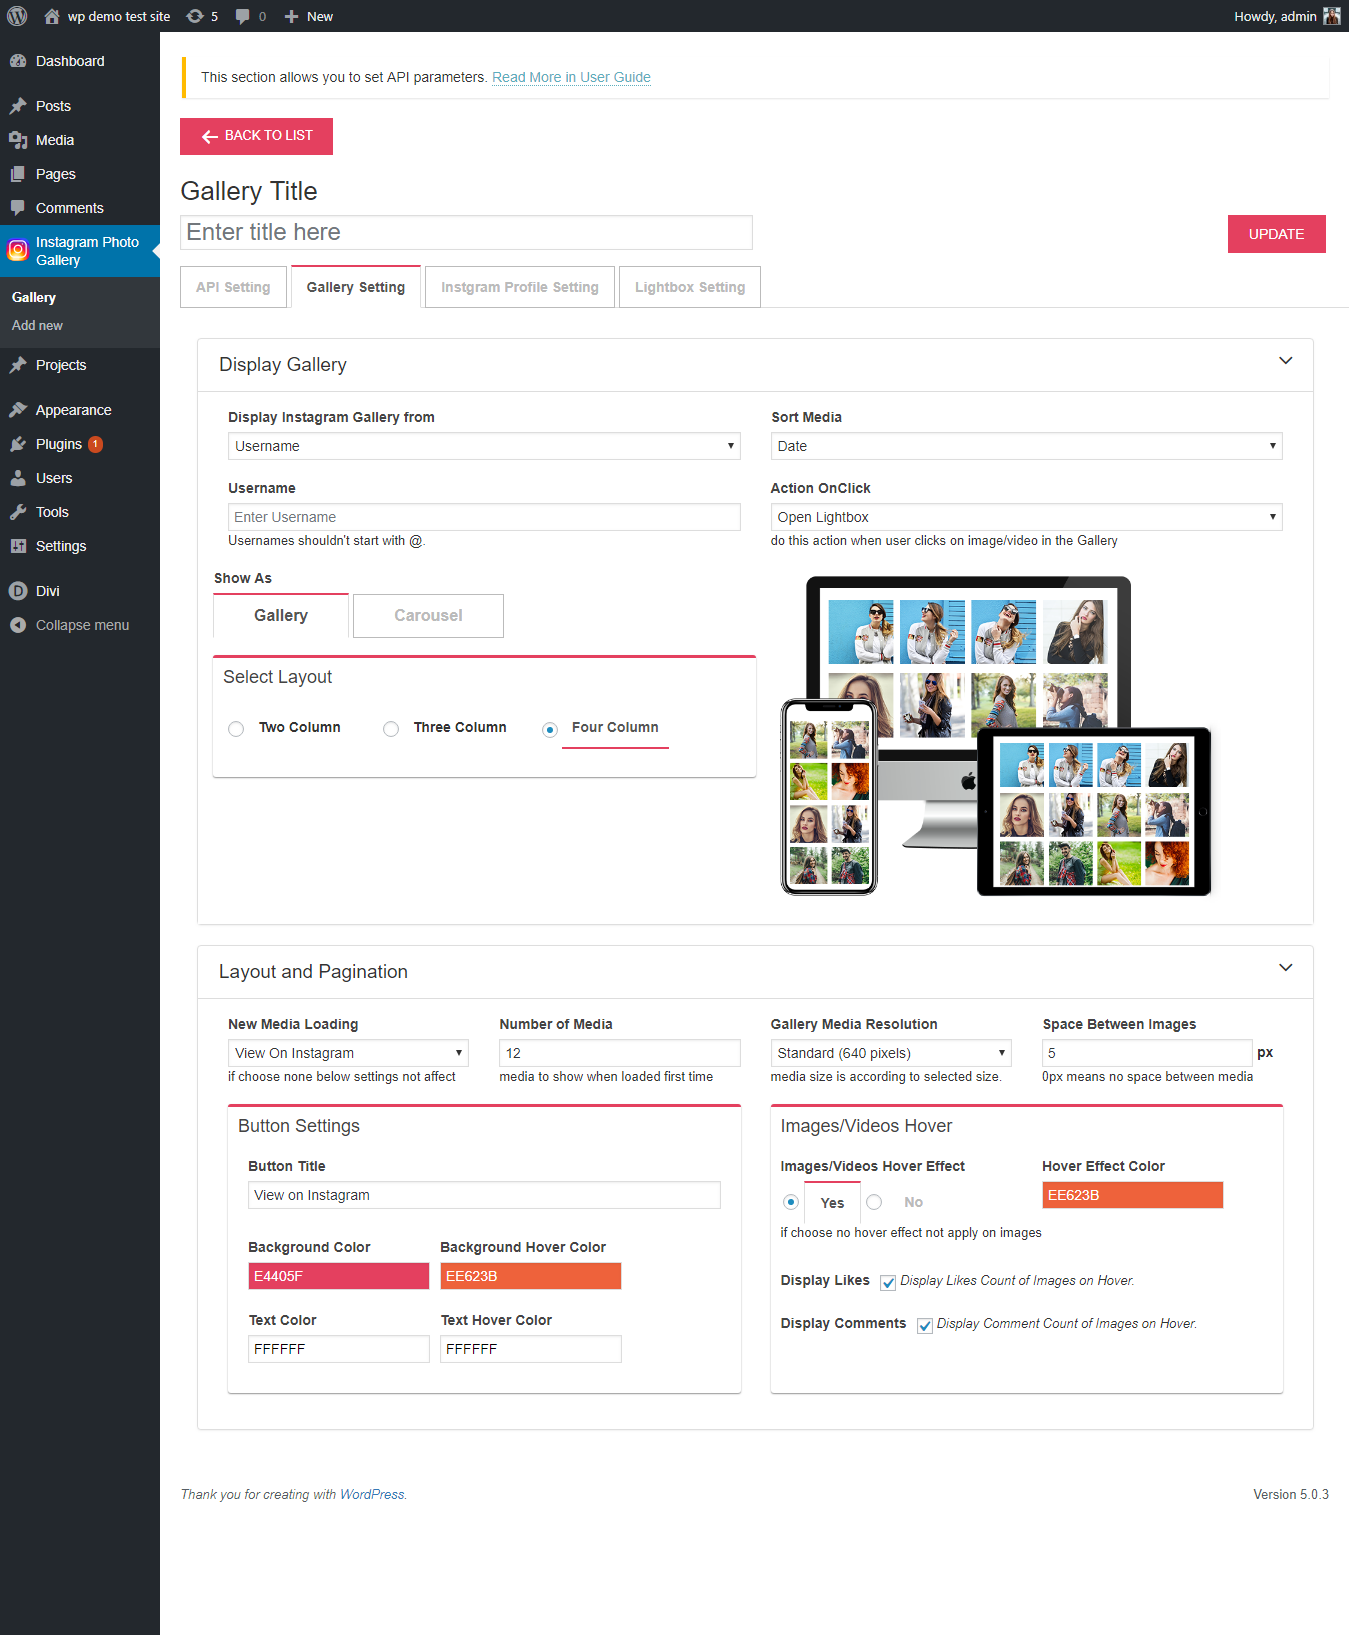 wp demo test site
5
0
New
Howdy, admin
Dashboard
Posts
Media
Pages
Comments
Instagram Photo
Gallery
Gallery
Add new
Projects
Appearance
Plugins 1
Users
Tools
Settings
Divi
Collapse menu
This section allows you to set API parameters. Read More in User Guide
BACK TO LIST
Gallery Title
Enter title here
UPDATE
API Setting
Gallery Setting
Instgram Profile Setting
Lightbox Setting
Display Gallery
Display Instagram Gallery from
Sort Media
Username
Date
Username
Action OnClick
Enter Username
Open Lightbox
Usernames shouldn't start with @.
do this action when user clicks on image/video in the Gallery
Show As
Gallery
Carousel
Select Layout
Two Column
Three Column
Four Column
Layout and Pagination
New Media Loading
Number of Media
Gallery Media Resolution
Space Between Images
View On Instagram
12
Standard (640 pixels)
5
px
if choose none below settings not affect
media to show when loaded first time
media size is according to selected size.
0px means no space between media
Button Settings
Button Title
View on Instagram
Background Color
Background Hover Color
E4405F
EE623B
Text Color
Text Hover Color
FFFFFF
FFFFFF
Images/Videos Hover
Images/Videos Hover Effect
Hover Effect Color
Yes
No
EE623B
if choose no hover effect not apply on images
Display Likes
Display Likes Count of Images on Hover.
Display Comments
Display Comment Count of Images on Hover.
Thank you for creating with WordPress.
Version 5.0.3